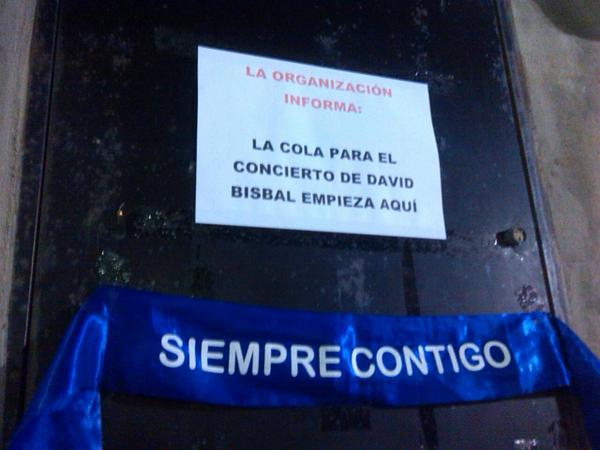 LA ORGANIZACIÓN
INFORMA:
LA COLA PARA EL
CONCIERTO DE DAVID
BISBAL EMPIEZA AQUÍ
SIEMPRE CONTIGO